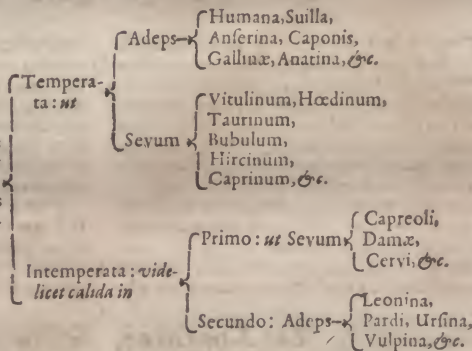 Humana, Suilla,
Adeps
Anſerina, Caponis,
Gallinæ, Anatina, &c.
Tempera-
ta: ut
Vitulinum, Hœdinum,
Taurinum,
Sevum
Bubulum,
Hircinum,
Caprinum, &c.
Capreoli,
Primo: ut Sevum
Damæ,
Cervi, &c.
Intemperata: vide-
licet calida in
Leonina,
Secundo: Adeps
Pardi, Urſina,
Vulpina, &c.